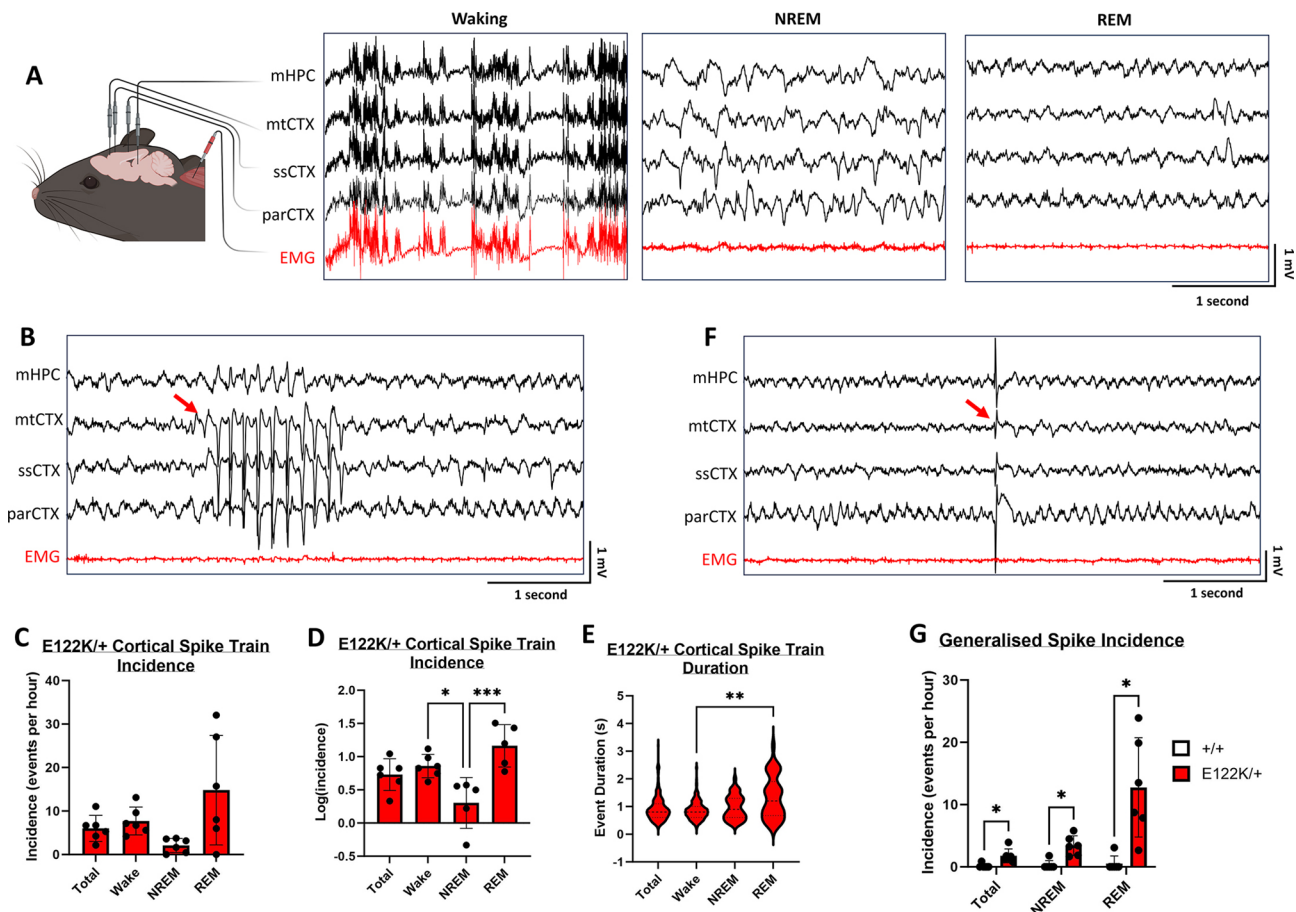 A
Waking
NREM
REM
mHPC
mtCTX
ssCTX
parCTX
EMG
1 mV
1 second
B
mHPC
mtCTX
ssCTX
parCTX
EMG
1 mV
1 second
F
mHPC
mtCTX
ssCTX
parCTX
EMG
1 mV
1 second
C
E122K/+ Cortical Spike Train
Incidence
Incidence (events per hour)
40
30
20
10
0
Total
Wake
NREM
REM
D
E122K/+ Cortical Spike Train
Incidence
Log(incidence)
2.0
1.5
1.0
0.5
0.0
-0.5
*
***
Total
Wake
NREM
REM
E
E122K/+ Cortical Spike Train
Duration
Event Duration (s)
5
4
3
2
1
0
-1
**
Total
Wake
NREM
REM
G
Generalised Spike Incidence
Incidence (events per hour)
30
20
10
0
*
*
*
Total
NREM
REM
+/+
E122K/+